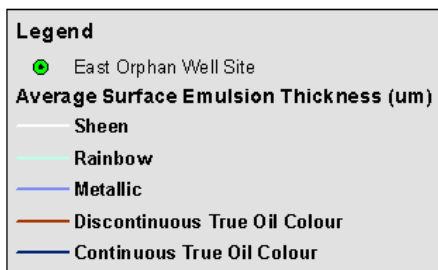 Legend
East Orphan Well Site
Average Surface Emulsion Thickness (um)
Sheen
Rainbow
Metallic
Discontinuous True Oil Colour
Continuous True Oil Colour